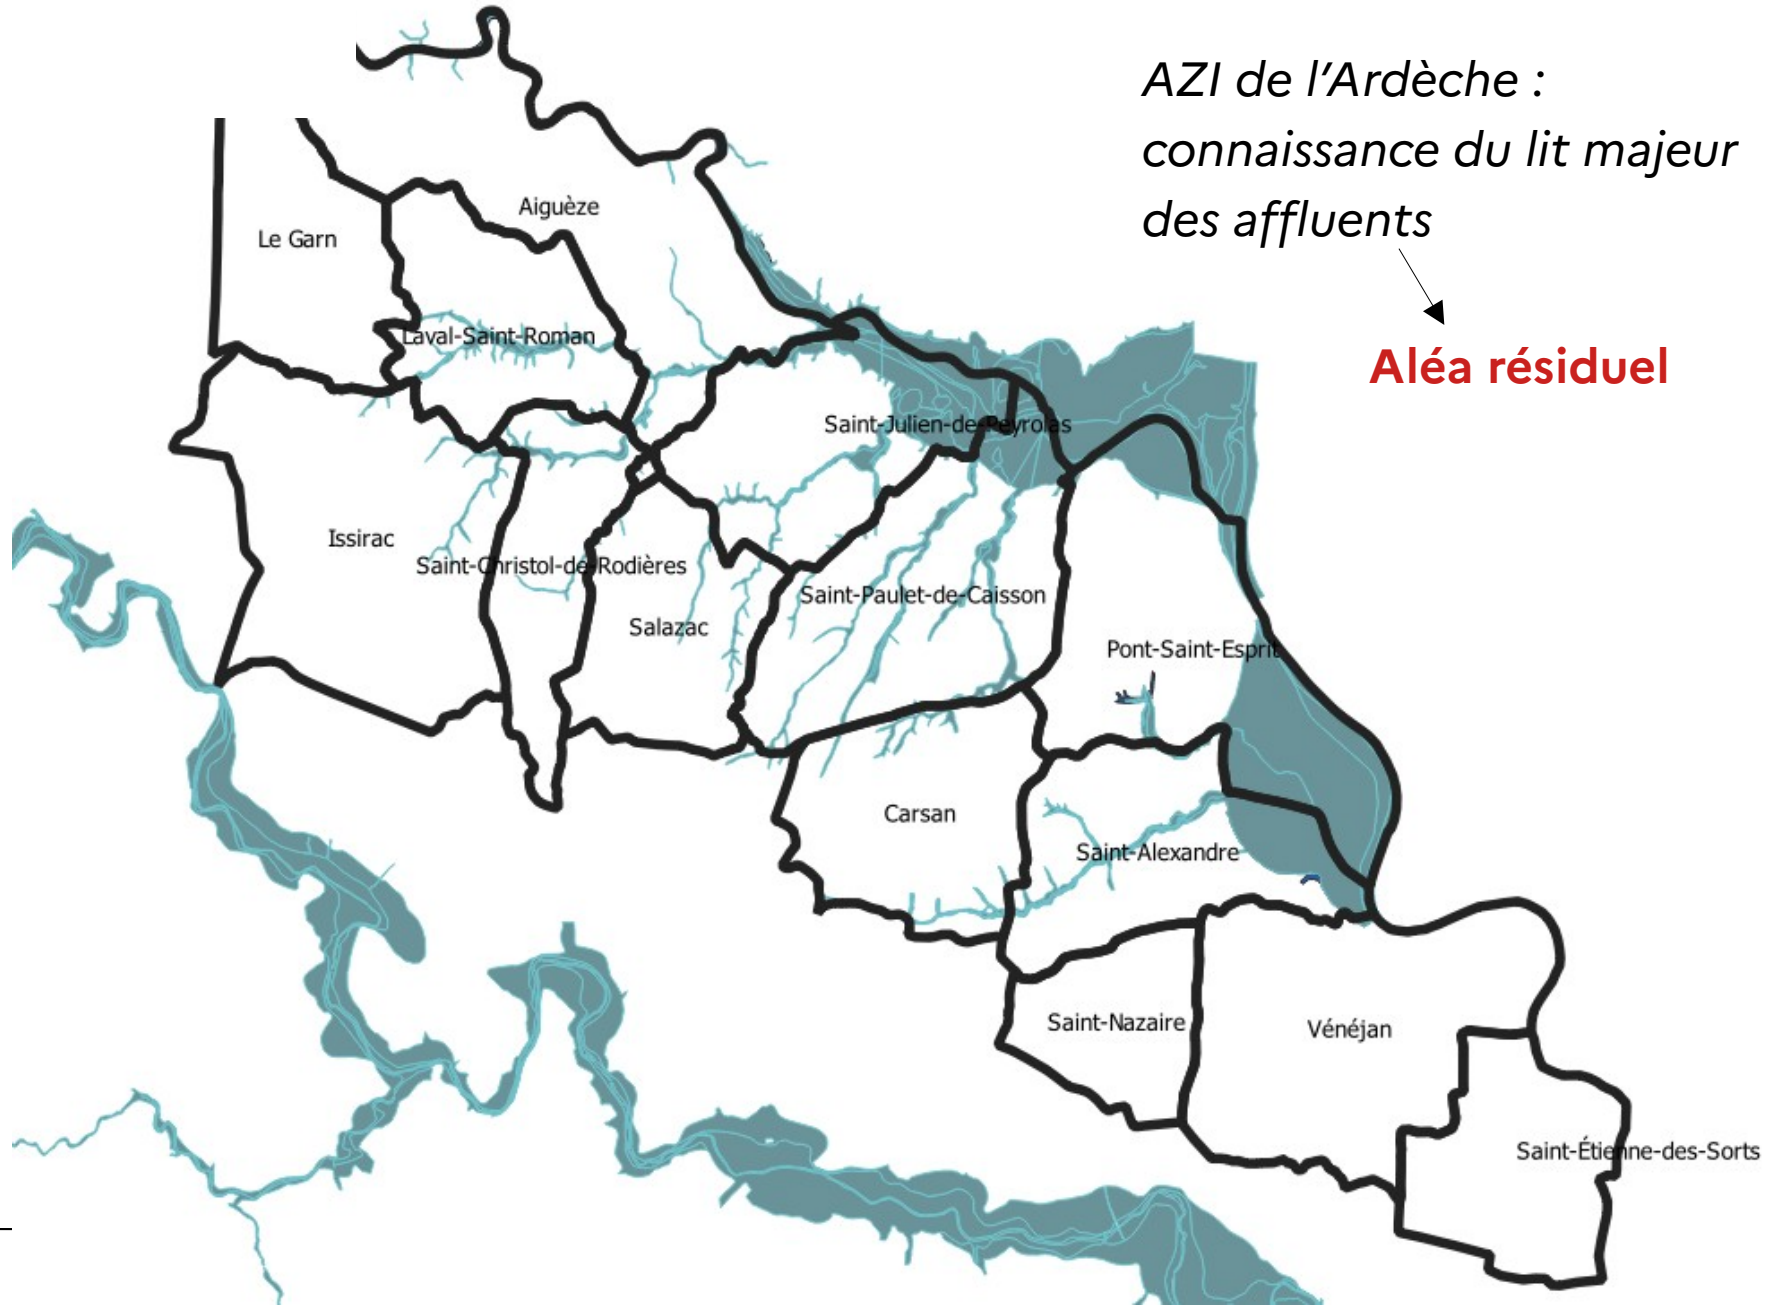 AZI de l'Ardèche :
connaissance du lit majeur
des affluents
Aléa résiduel
Aiguèze
Le Garn
Laval-Saint-Roman
Saint-Julien-de-Peyrolas
Issirac
Saint-Christol-de-Rodières
Saint-Paulet-de-Caisson
Salazac
Pont-Saint-Esprit
Carsan
Saint-Alexandre
Saint-Nazaire
Vénéjan
Saint-Étienne-des-Sorts